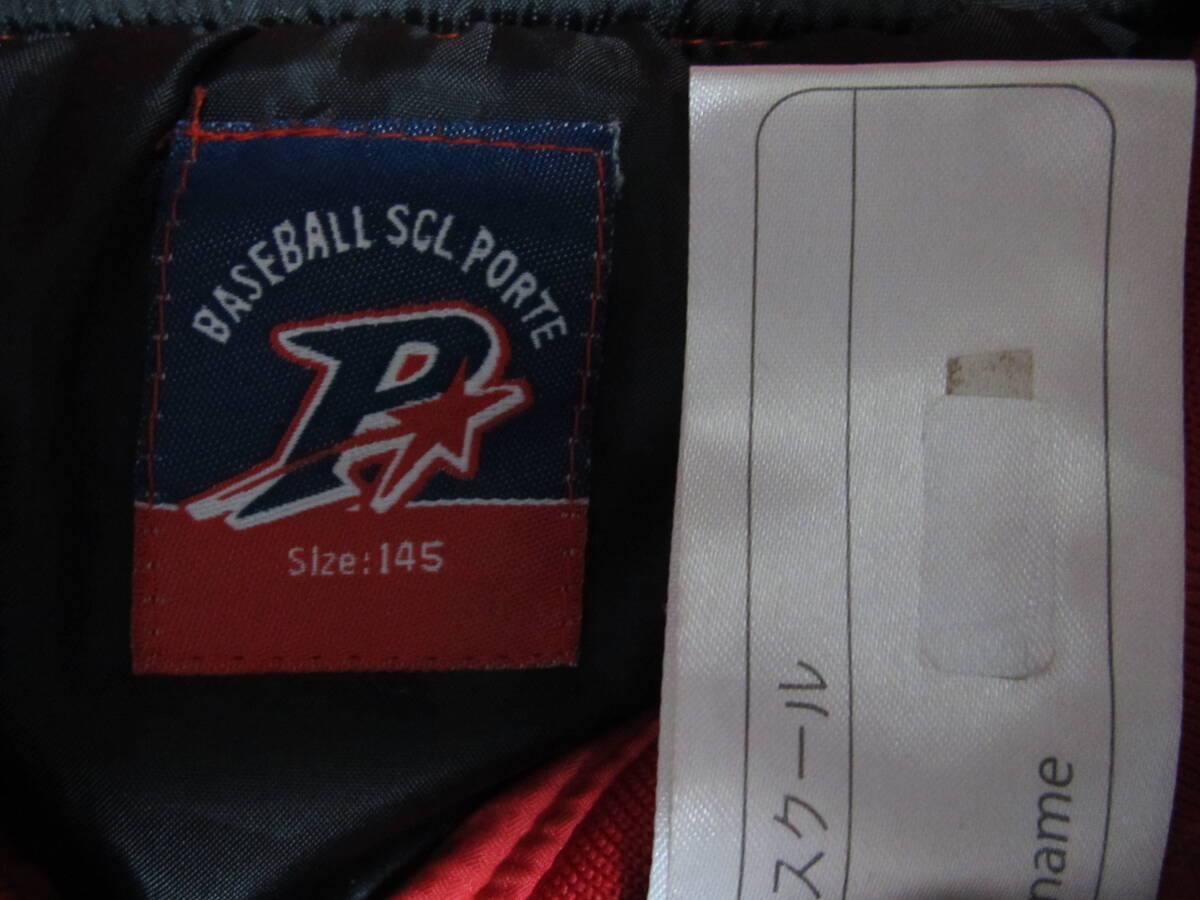 BASEBALL SCL PORTE
P
Size:145
スクール
name